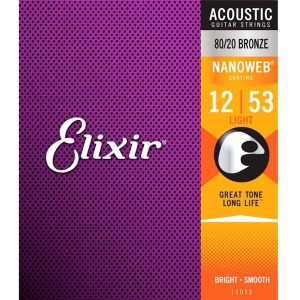 ACOUSTIC
GUITAR STRINGS
80/20 BRONZE
NANOWEB®
COATING
12 | 53
LIGHT
Elixir
GREAT TONE
LONG LIFE
BRIGHT • SMOOTH
11052